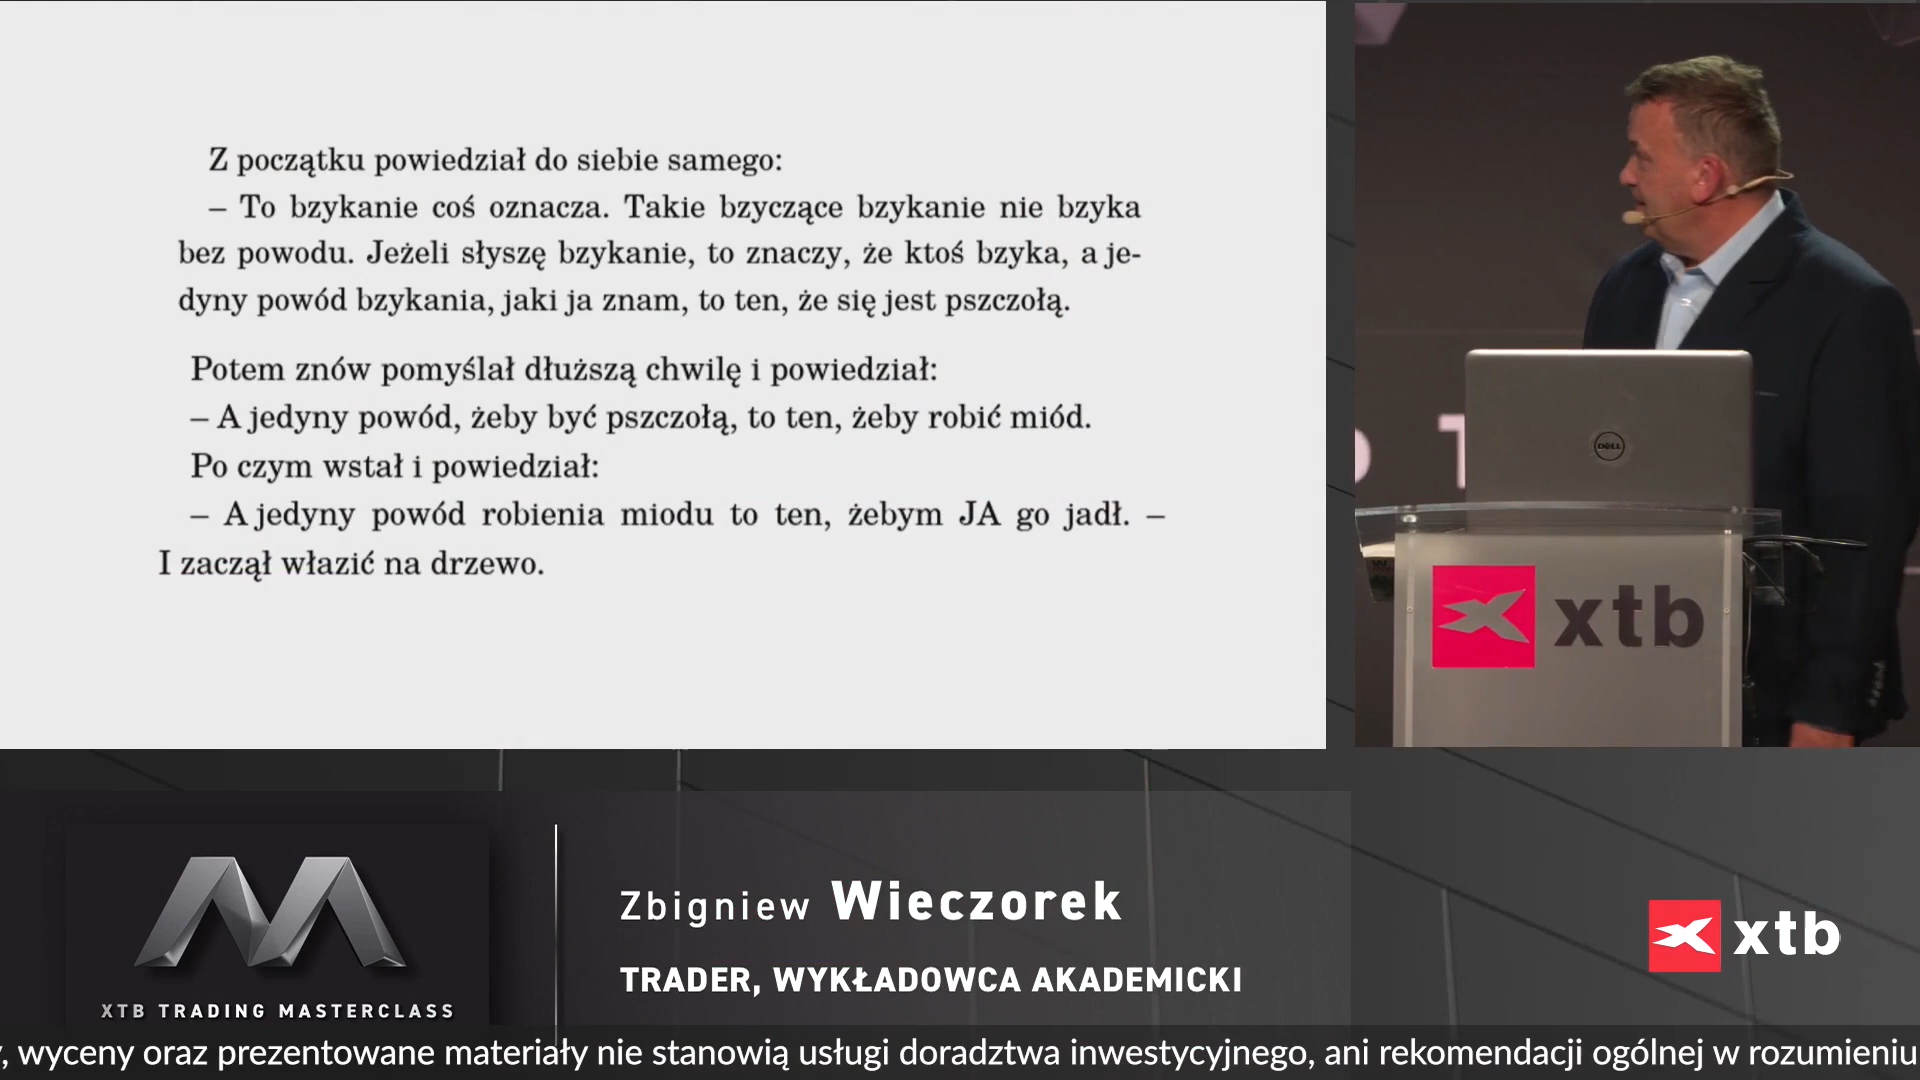 Z początku powiedział do siebie samego:
– To bzykanie coś oznacza. Takie bzyczące bzykanie nie bzyka
bez powodu. Jeżeli słyszę bzykanie, to znaczy, że ktoś bzyka, a je-
dyny powód bzykania, jaki ja znam, to ten, że się jest pszczołą.
Potem znów pomyślał dłuższą chwilę i powiedział:
– A jedyny powód, żeby być pszczołą, to ten, żeby robić miód.
Po czym wstał i powiedział:
– A jedyny powód robienia miodu to ten, żebym JA go jadł. –
I zaczął włazić na drzewo.
DELL
xtb
Zbigniew Wieczorek
TRADER, WYKŁADOWCA AKADEMICKI
XTB TRADING MASTERCLASS
xtb
, wyceny oraz prezentowane materiały nie stanowią usługi doradztwa inwestycyjnego, ani rekomendacji ogólnej w rozumieniu